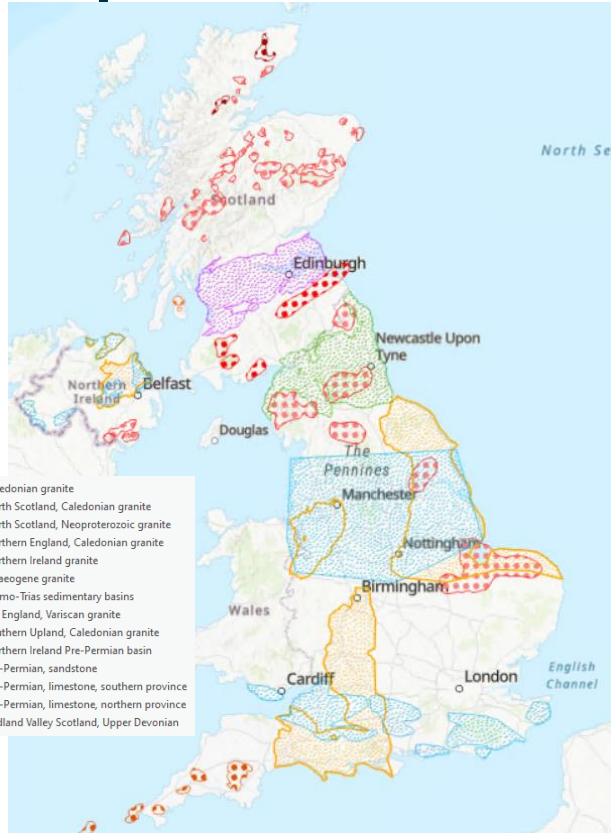 North Se
Scotland
Edinburgh
Newcastle Upon
Tyne
Northern
Ireland
Belfast
Douglas
The
Pennines
Manchester
Nottingham
Birmingham
Wales
Cardiff
London
English
Channel
edonian granite
rth Scotland, Caledonian granite
rth Scotland, Neoproterozoic granite
rthern England, Caledonian granite
rthern Ireland granite
aeogene granite
mo-Trias sedimentary basins
England, Variscan granite
uthern Upland, Caledonian granite
rthern Ireland Pre-Permian basin
-Permian, sandstone
-Permian, limestone, southern province
-Permian, limestone, northern province
dland Valley Scotland, Upper Devonian